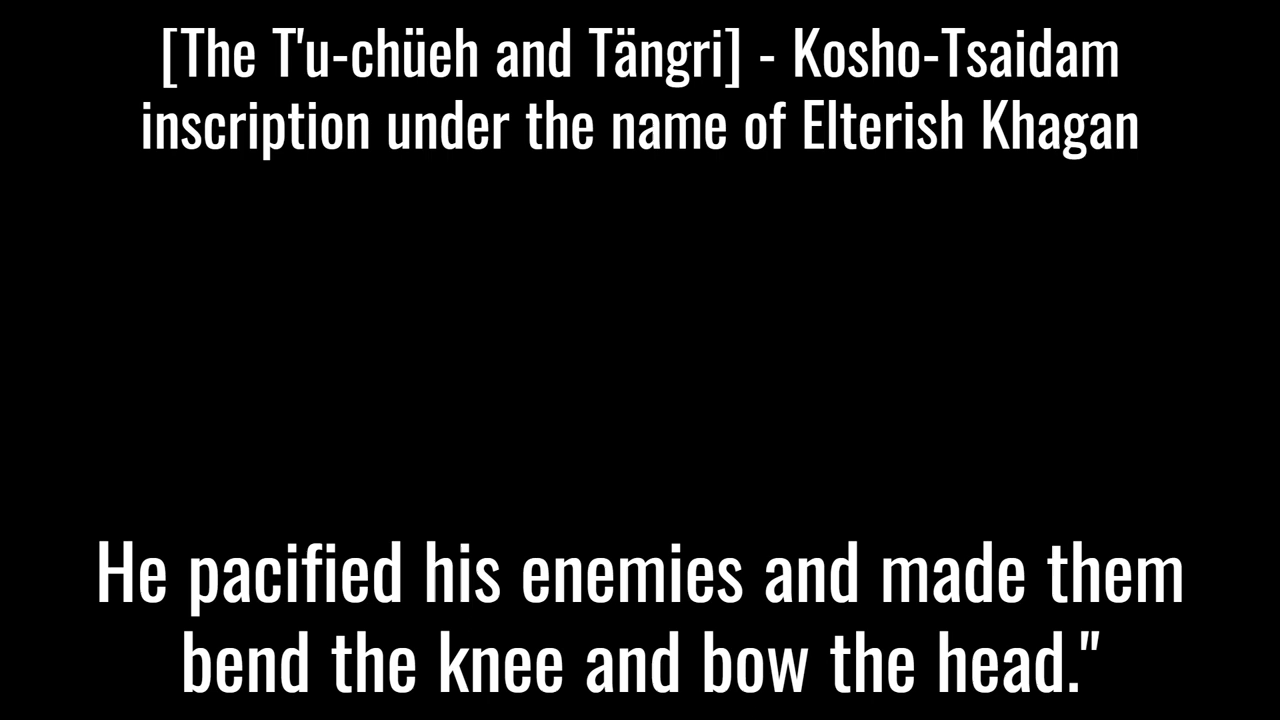 [The T'u-chüeh and Tängri] - Kosho-Tsaidam
inscription under the name of Elterish Khagan
He pacified his enemies and made them
bend the knee and bow the head."